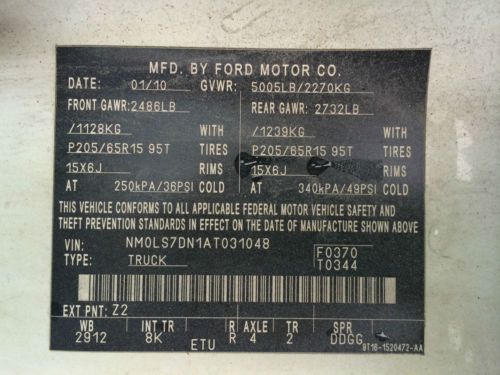 MFD. BY FORD MOTOR CO.
DATE: 01/10 GVWR: 5005LB/2270KG
FRONT GAWR: 2486LB REAR GAWR: 2732LB
/1128KG WITH /1239KG WITH
P205/65R15 95T TIRES P205/65R15 95T TIRES
15X6J RIMS 15X6J RIMS
AT 250kPA/36PSI COLD AT 340kPA/49PSI COLD
THIS VEHICLE CONFORMS TO ALL APPLICABLE FEDERAL MOTOR VEHICLE SAFETY AND
THEFT PREVENTION STANDARDS IN EFFECT ON THE DATE OF MANUFACTURE SHOWN ABOVE.
VIN: NM0LS7DN1AT031048 F0370
TYPE: TRUCK T0344
EXT PNT: Z2
WB INT TR R AXLE TR SPR
2912 8K R 4 2 DDGG
ETU
9T16-1520472-AA